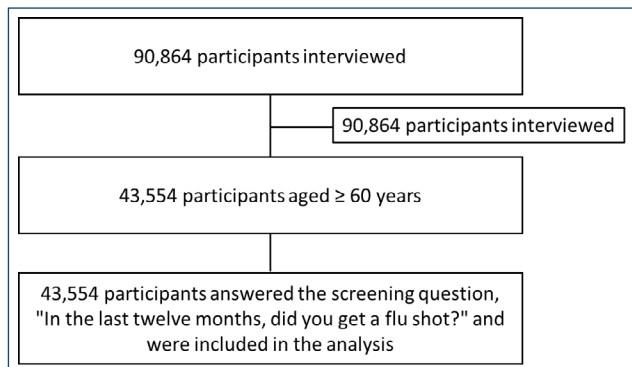 90,864 participants interviewed
90,864 participants interviewed
43,554 participants aged ≥ 60 years
43,554 participants answered the screening question,
"In the last twelve months, did you get a flu shot?" and
were included in the analysis